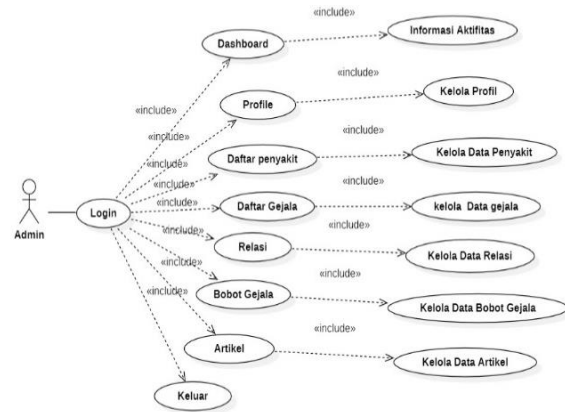 «include»
Dashboard
Informasi Aktifitas
«include»
«include»
Profile
Kelola Profil
«include»
«include»
«include»
Daftar penyakit
Kelola Data Penyakit
«include»
«include»
«include»
Admin
Login
Daftar Gejala
kelola Data gejala
«include»
«include»
Relasi
Kelola Data Relasi
«include»
«include»
«include»
Bobot Gejala
Kelola Data Bobot Gejala
«include»
Artikel
Kelola Data Artikel
Keluar